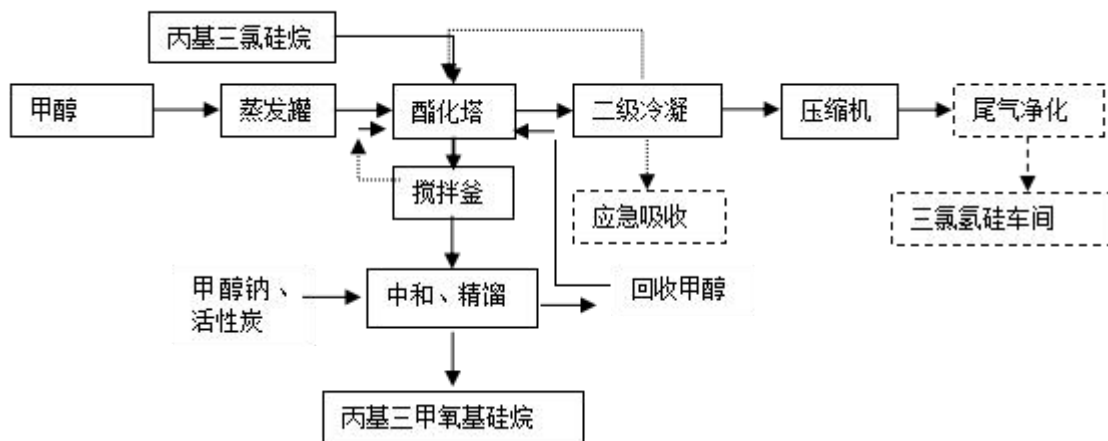 丙基三氯硅烷
甲醇
蒸发罐
酯化塔
二级冷凝
压缩机
尾气净化
搅拌釜
应急吸收
三氯氢硅车间
甲醇钠、
活性炭
中和、精馏
回收甲醇
丙基三甲氧基硅烷